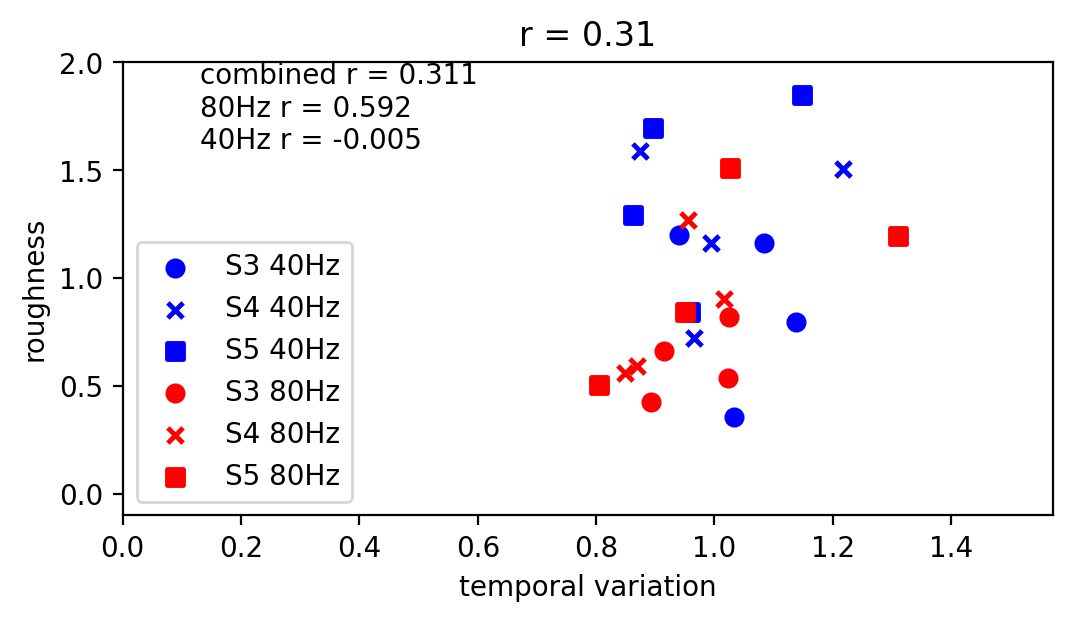 r = 0.31
combined r = 0.311
80Hz r = 0.592
40Hz r = -0.005
2.0
1.5
1.0
0.5
0.0
roughness
S3 40Hz
S4 40Hz
S5 40Hz
S3 80Hz
S4 80Hz
S5 80Hz
0.0 0.2 0.4 0.6 0.8 1.0 1.2 1.4
temporal variation